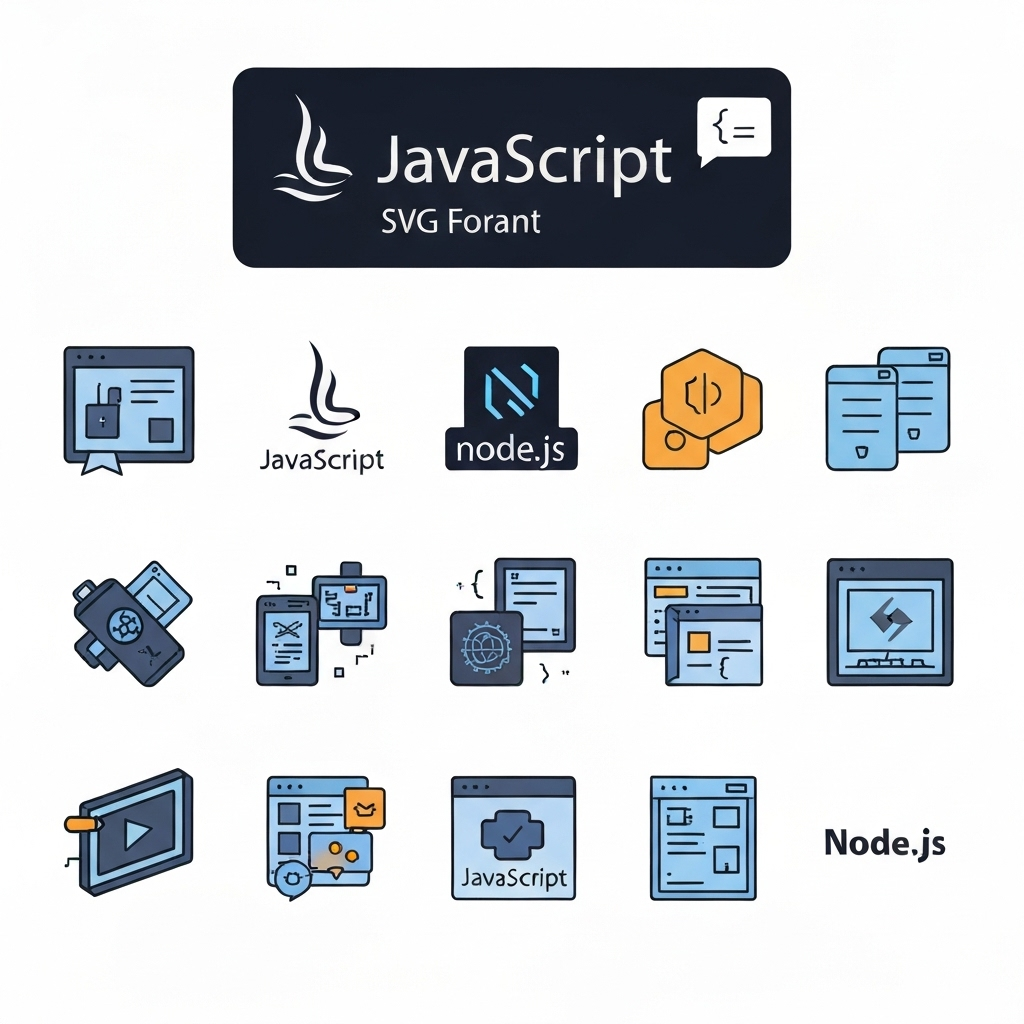 JavaScript
{=
SVG Forant
JavaScript
node.js
{
}
{
JavaScript
Node.js